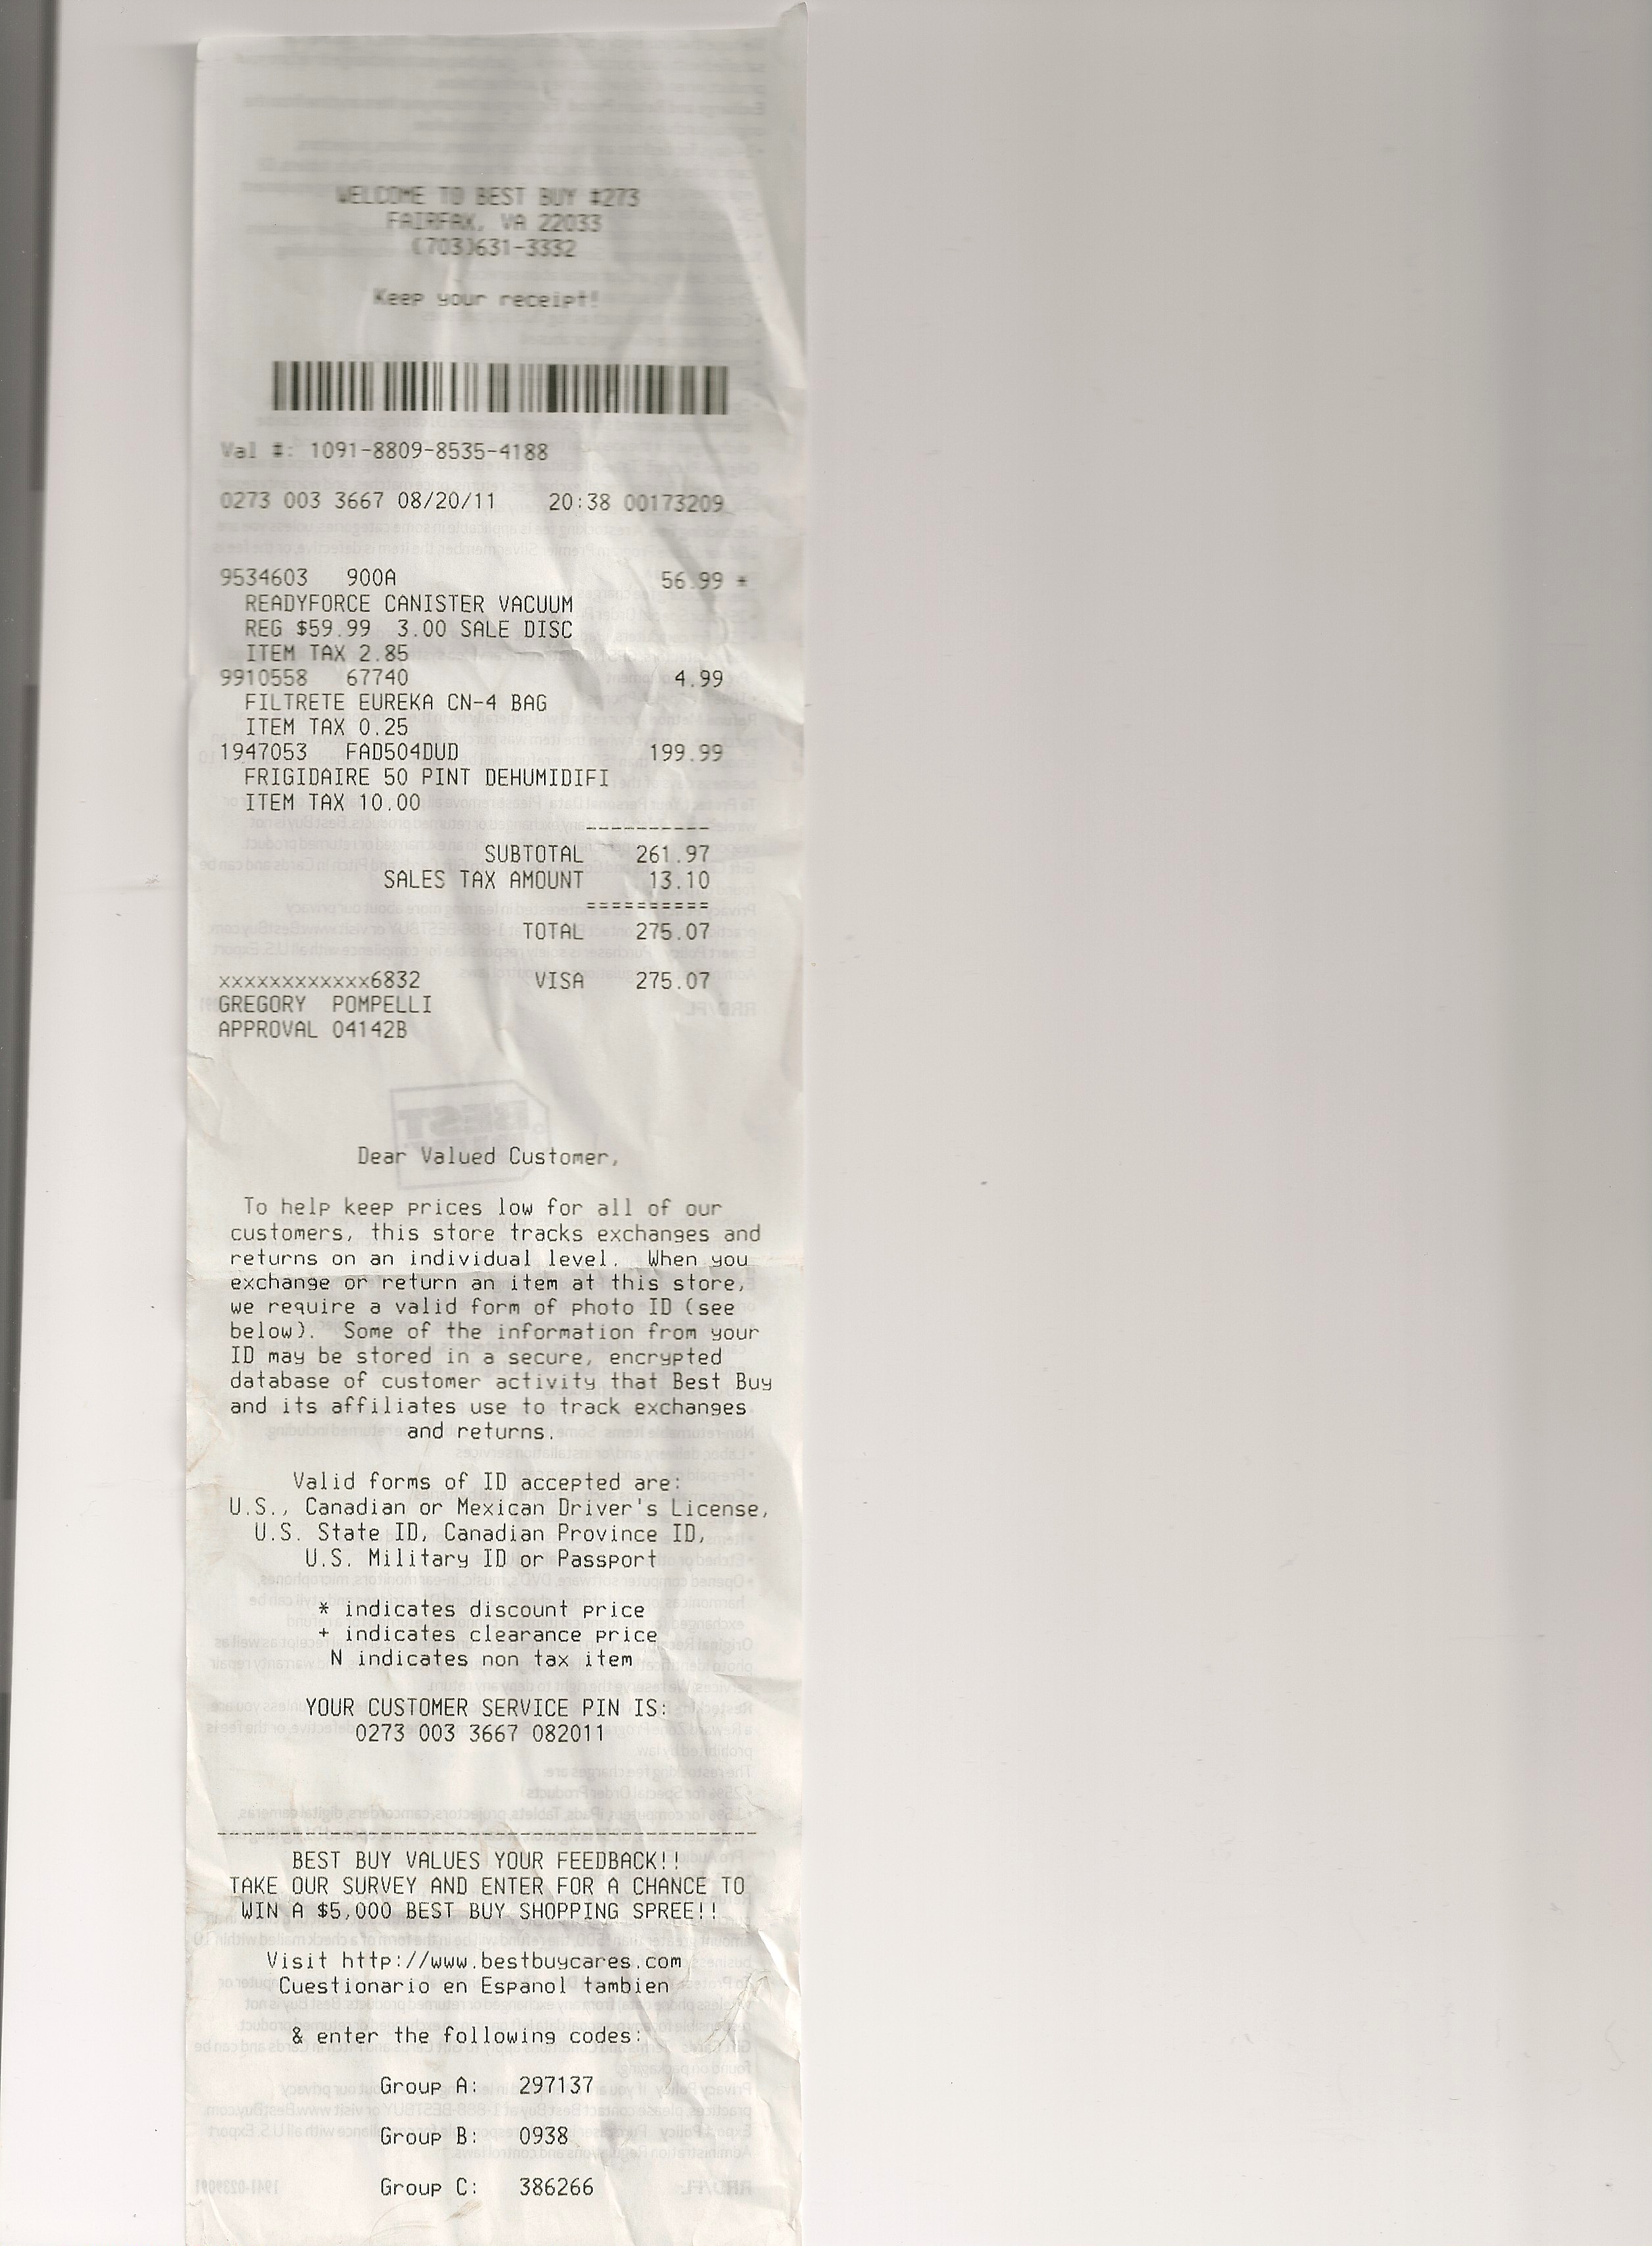 WELCOME TO BEST BUY #273
FAIRFAX, VA 22033
(703)631-3332
Keep your receipt!
Val #: 1091-8809-8535-4188
0273 003 3667 08/20/11 20:38 00173209
9534603 900A 56.99 *
READYFORCE CANISTER VACUUM
REG $59.99 3.00 SALE DISC
ITEM TAX 2.85
9910558 67740 4.99
FILTRETE EUREKA CN-4 BAG
ITEM TAX 0.25
1947053 FAD504DUD 199.99
FRIGIDAIRE 50 PINT DEHUMIDIFI
ITEM TAX 10.00
----------
SUBTOTAL 261.97
SALES TAX AMOUNT 13.10
==========
TOTAL 275.07
xxxxxxxxxxxx6832 VISA 275.07
GREGORY POMPELLI
APPROVAL 04142B
Dear Valued Customer,
To help keep prices low for all of our
customers, this store tracks exchanges and
returns on an individual level. When you
exchange or return an item at this store,
we require a valid form of photo ID (see
below). Some of the information from your
ID may be stored in a secure, encrypted
database of customer activity that Best Buy
and its affiliates use to track exchanges
and returns.
Valid forms of ID accepted are:
U.S., Canadian or Mexican Driver's License,
U.S. State ID, Canadian Province ID,
U.S. Military ID or Passport
* indicates discount price
+ indicates clearance price
N indicates non tax item
YOUR CUSTOMER SERVICE PIN IS:
0273 003 3667 082011
-------------------------------------------
BEST BUY VALUES YOUR FEEDBACK!!
TAKE OUR SURVEY AND ENTER FOR A CHANCE TO
WIN A $5,000 BEST BUY SHOPPING SPREE!!
Visit http://www.bestbuycares.com
Cuestionario en Espanol tambien
& enter the following codes:
Group A: 297137
Group B: 0938
Group C: 386266